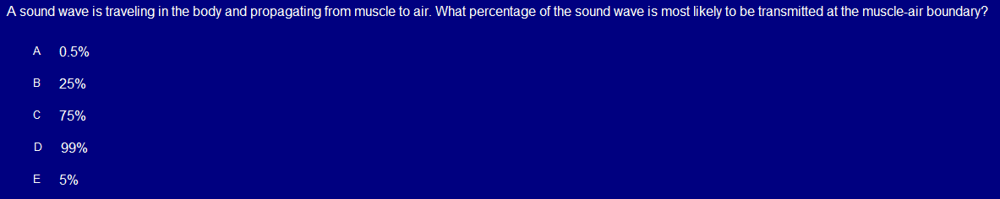 A sound wave is traveling in the body and propagating from muscle to air. What percentage of the sound wave is most likely to be transmitted at the muscle-air boundary?
A 0.5%
B 25%
C 75%
D 99%
E 5%